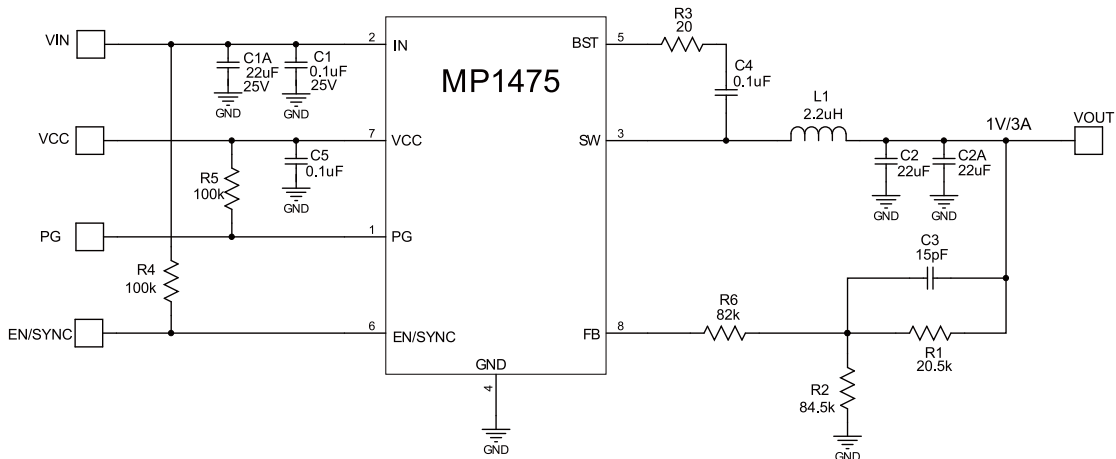 VIN
2
IN
C1A
22uF
25V
GND
C1
0.1uF
25V
GND
MP1475
BST
5
R3
20
C4
0.1uF
VCC
7
VCC
C5
0.1uF
GND
R5
100k
SW
3
L1
2.2uH
1V/3A
VOUT
C2
22uF
GND
C2A
22uF
GND
PG
1
PG
R4
100k
C3
15pF
EN/SYNC
6
EN/SYNC
FB
8
R6
82k
R1
20.5k
R2
84.5k
GND
GND
4
GND